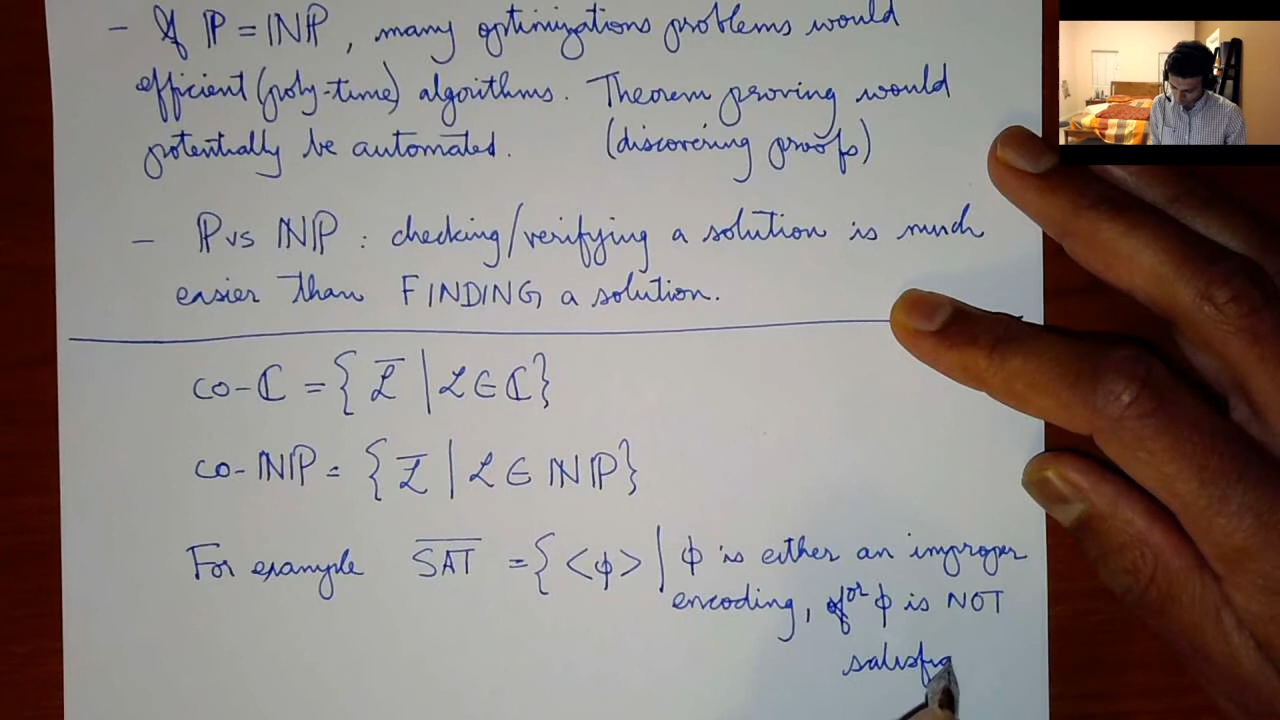 - If P = NP, many optimizations problems would
efficient (poly-time) algorithms. Theorem proving would
potentially be automated. (discovering proofs)
- P vs NP : checking/verifying a solution is much
easier than FINDING a solution.
co-ℂ = { L̅ | L ∈ ℂ}
co-NP = { L̅ | L ∈ NP}
For example S̅A̅T̅ = { <ϕ> | ϕ is either an improper
encoding, or ϕ is NOT
satisfia